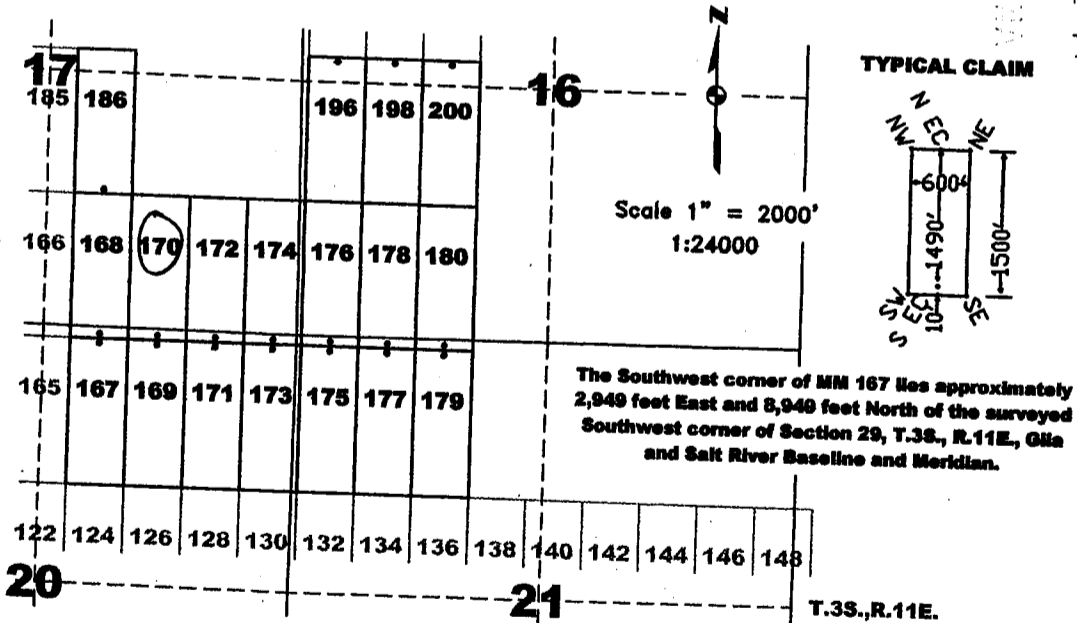 N
17
16
185 186
196 198 200
TYPICAL CLAIM
NW N EC NE
600'
1490'
1500'
10'
SW S EC SE
Scale 1" = 2000'
1:24000
166 168 170 172 174 176 178 180
165 167 169 171 173 175 177 179
The Southwest corner of MM 167 lies approximately
2,949 feet East and 8,949 feet North of the surveyed
Southwest corner of Section 29, T.3S., R.11E., Gila
and Salt River Baseline and Meridian.
122 124 126 128 130 132 134 136 138 140 142 144 146 148
20
21
T.3S.,R.11E.